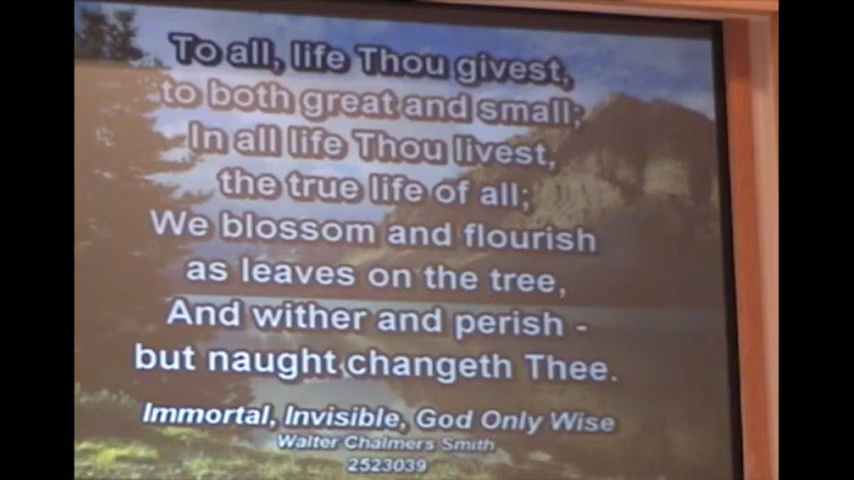 To all, life Thou givest,
to both great and small;
In all life Thou livest,
the true life of all;
We blossom and flourish
as leaves on the tree,
And wither and perish -
but naught changeth Thee.
Immortal, Invisible, God Only Wise
Walter Chalmers Smith
2523039